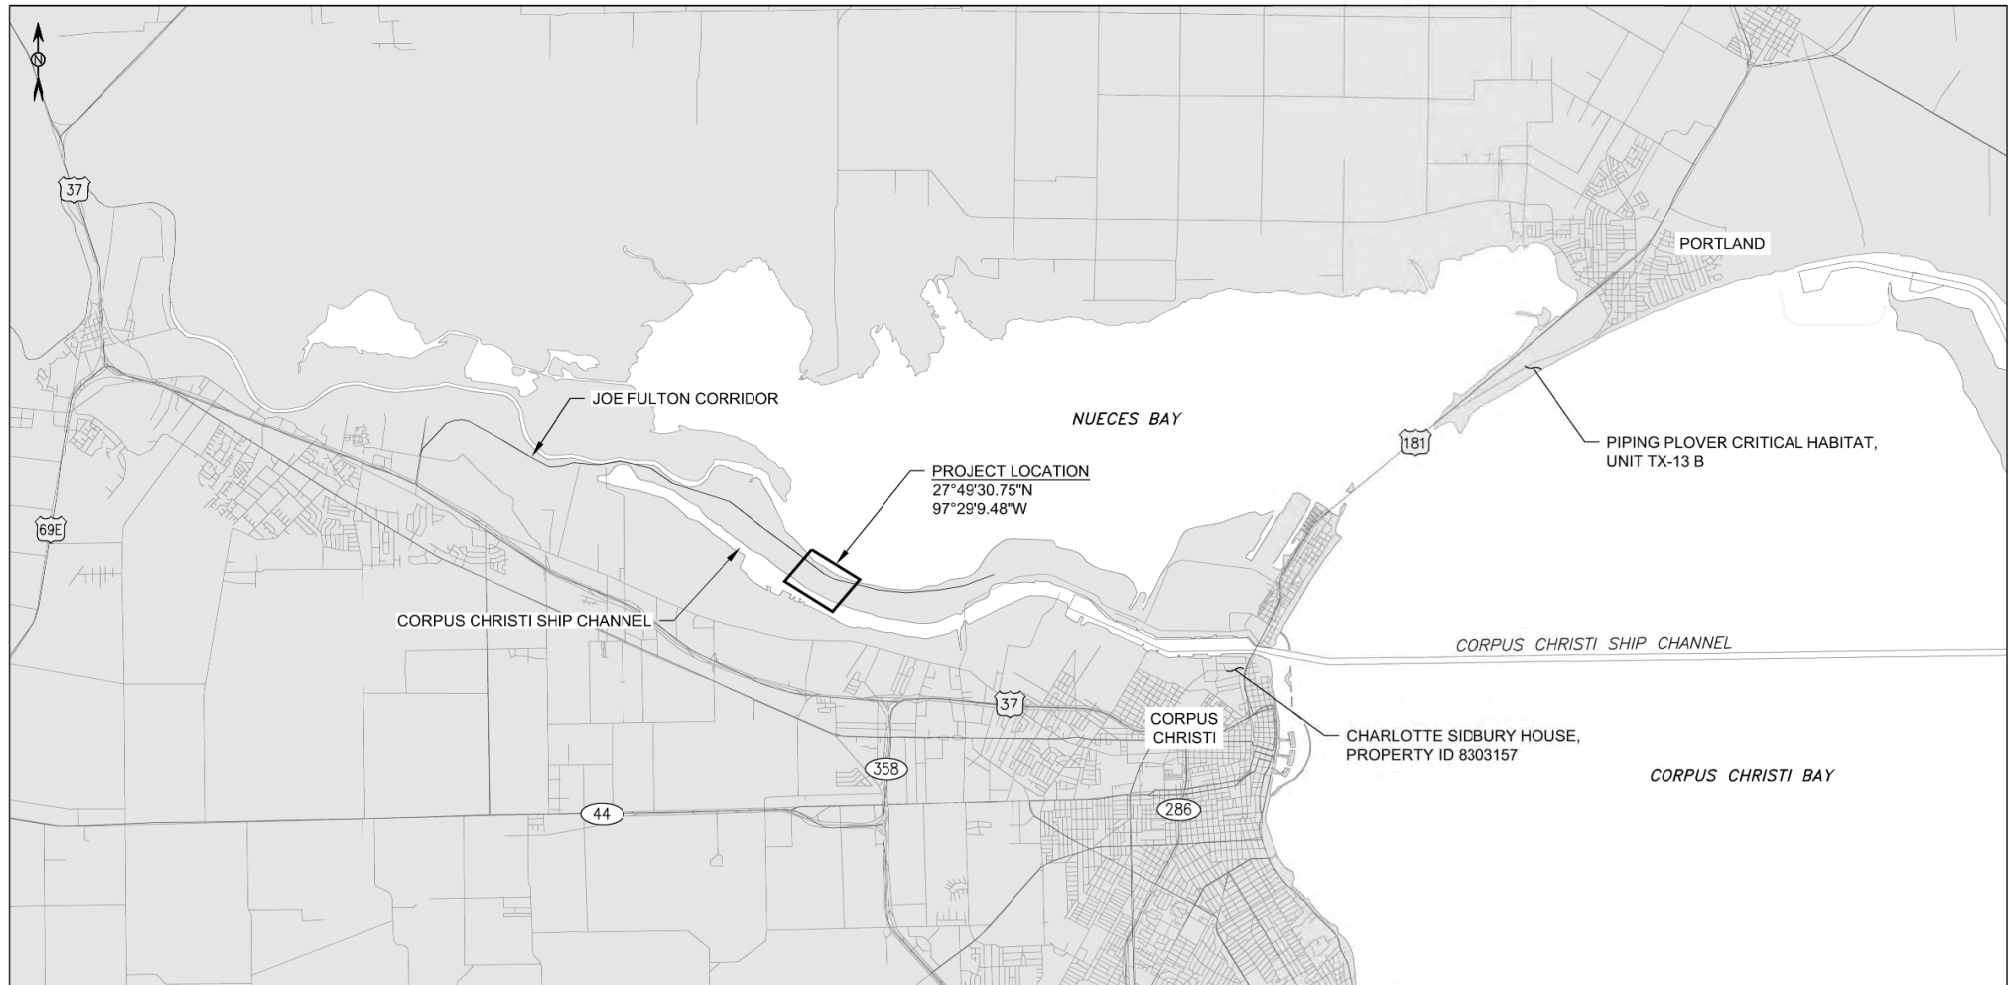 N
37
PORTLAND
JOE FULTON CORRIDOR
NUECES BAY
181
PIPING PLOVER CRITICAL HABITAT,
UNIT TX-13 B
PROJECT LOCATION
27°49'30.75"N
97°29'9.48"W
69E
CORPUS CHRISTI SHIP CHANNEL
CORPUS CHRISTI SHIP CHANNEL
37
CORPUS
CHRISTI
CHARLOTTE SIDBURY HOUSE,
PROPERTY ID 8303157
358
CORPUS CHRISTI BAY
44
286